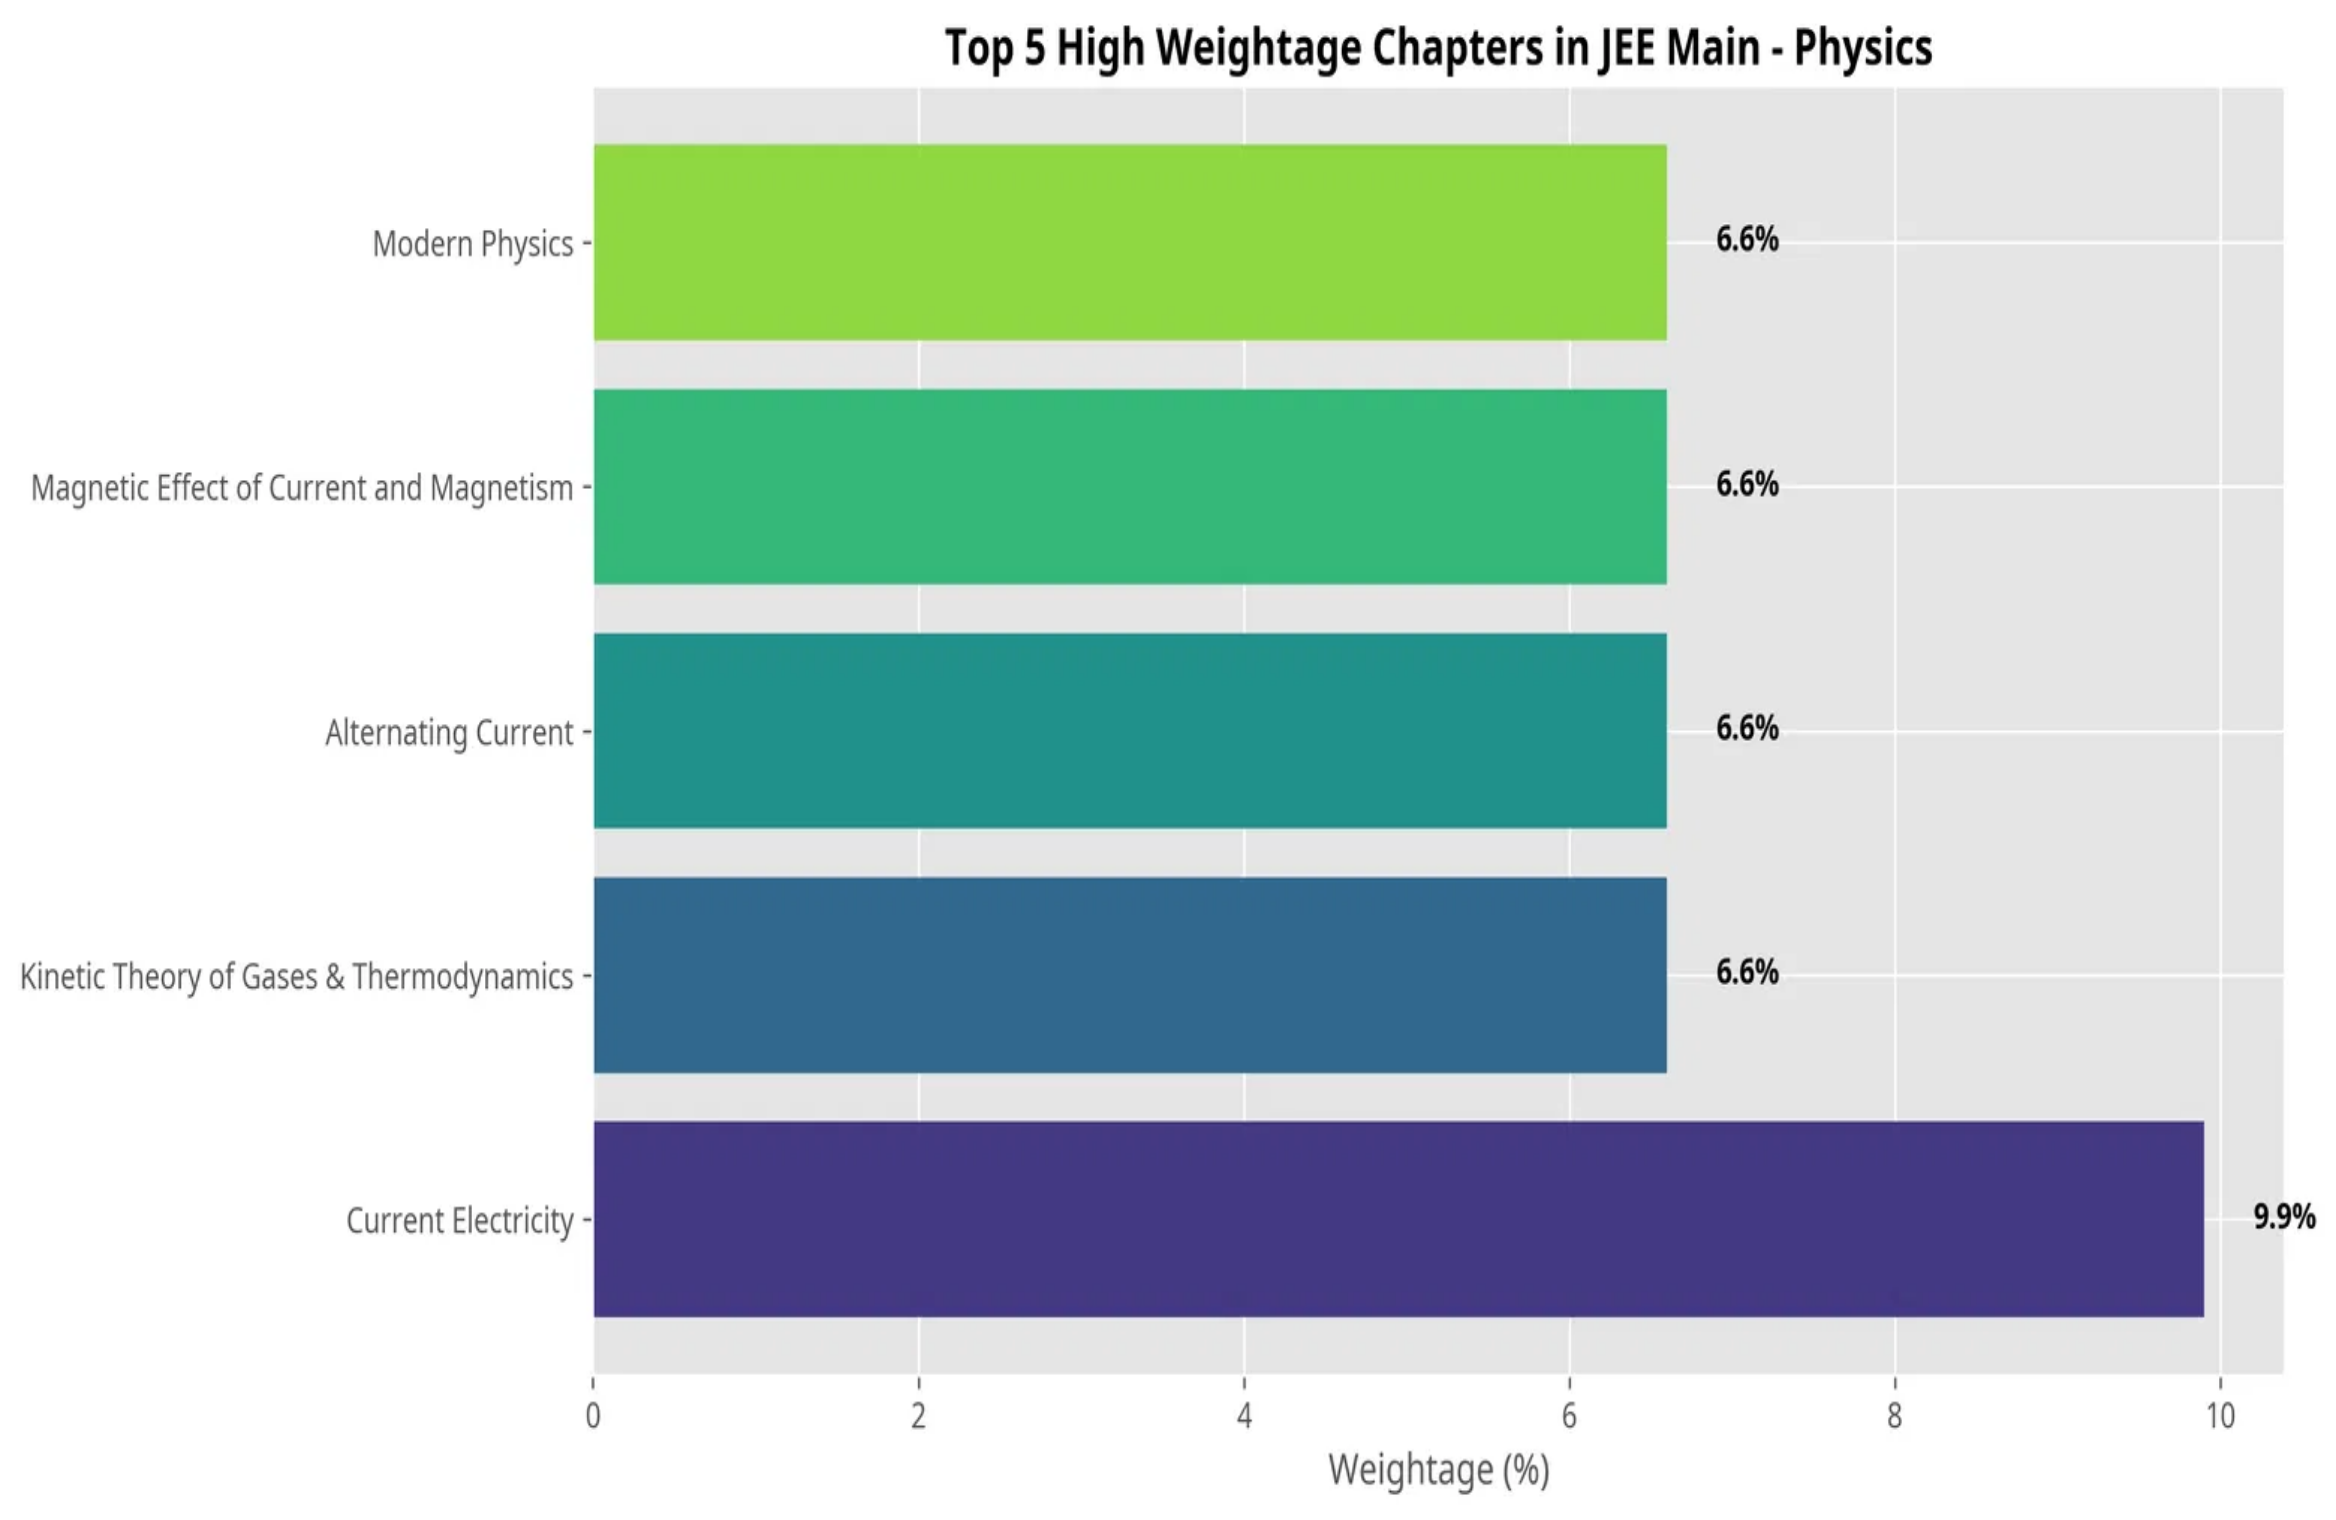 Top 5 High Weightage Chapters in JEE Main - Physics
Modern Physics
6.6%
Magnetic Effect of Current and Magnetism
6.6%
Alternating Current
6.6%
Kinetic Theory of Gases & Thermodynamics
6.6%
Current Electricity
9.9%
0 2 4 6 8 10
Weightage (%)